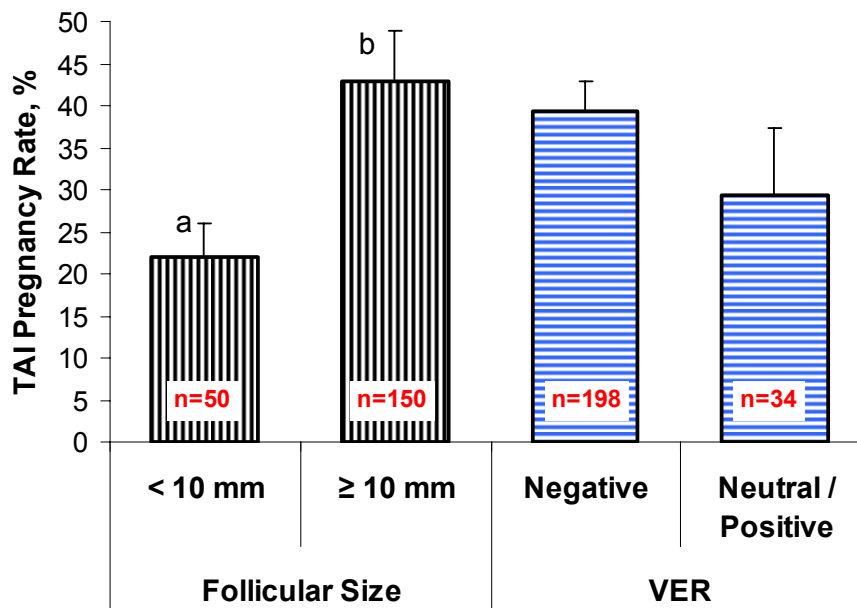 TAI Pregnancy Rate, %
50
45
40
35
30
25
20
15
10
5
0
a
b
n=50
n=150
n=198
n=34
< 10 mm
≥ 10 mm
Negative
Neutral /
Positive
Follicular Size
VER